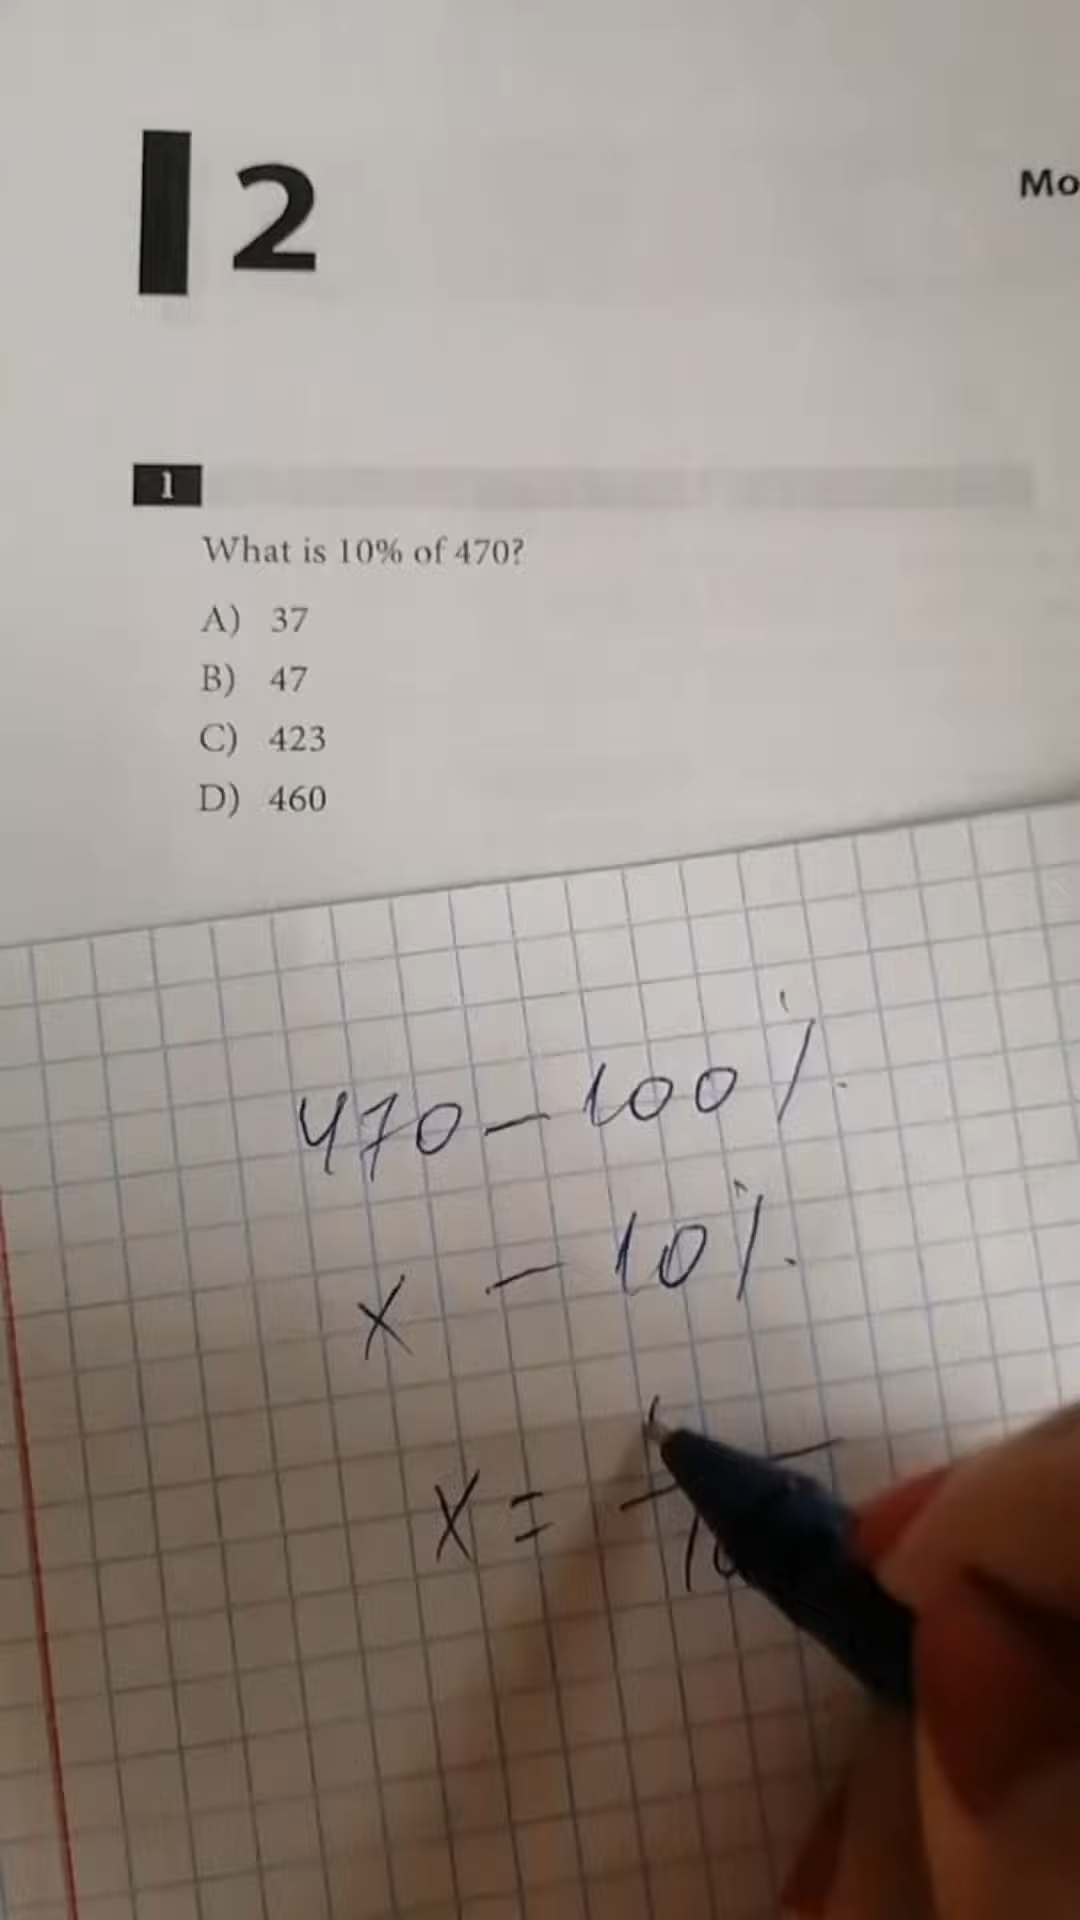 2
Mo
1
What is 10% of 470?
A) 37
B) 47
C) 423
D) 460
470 – 100%
x – 10%
x =